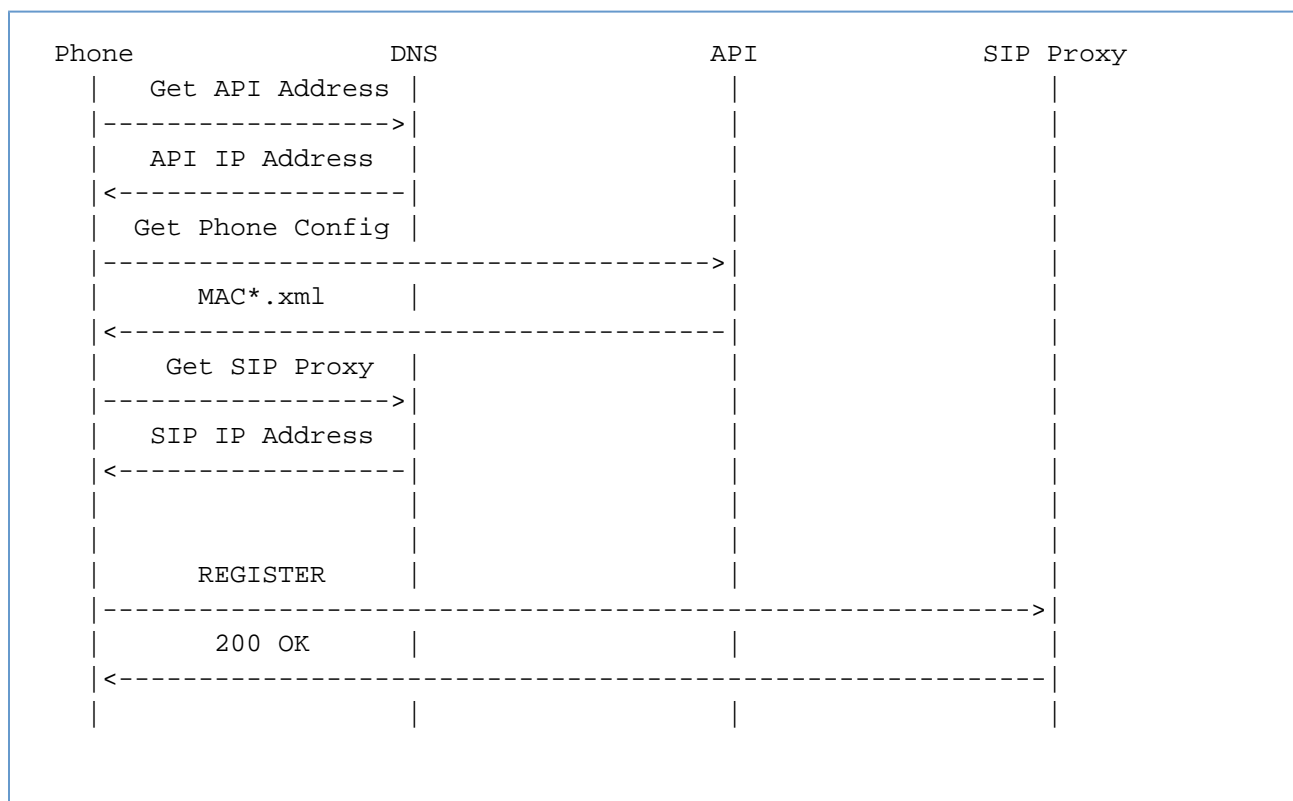 Phone DNS API SIP Proxy
| Get API Address | | |
|------------------>| | |
| API IP Address | | |
|<------------------| | |
| Get Phone Config | | |
|-------------------------------------->| |
| MAC*.xml | | |
|<--------------------------------------| |
| Get SIP Proxy | | |
|------------------>| | |
| SIP IP Address | | |
|<------------------| | |
| | | |
| | | |
| REGISTER | | |
|---------------------------------------------------------->|
| 200 OK | | |
|<----------------------------------------------------------|
| | | |